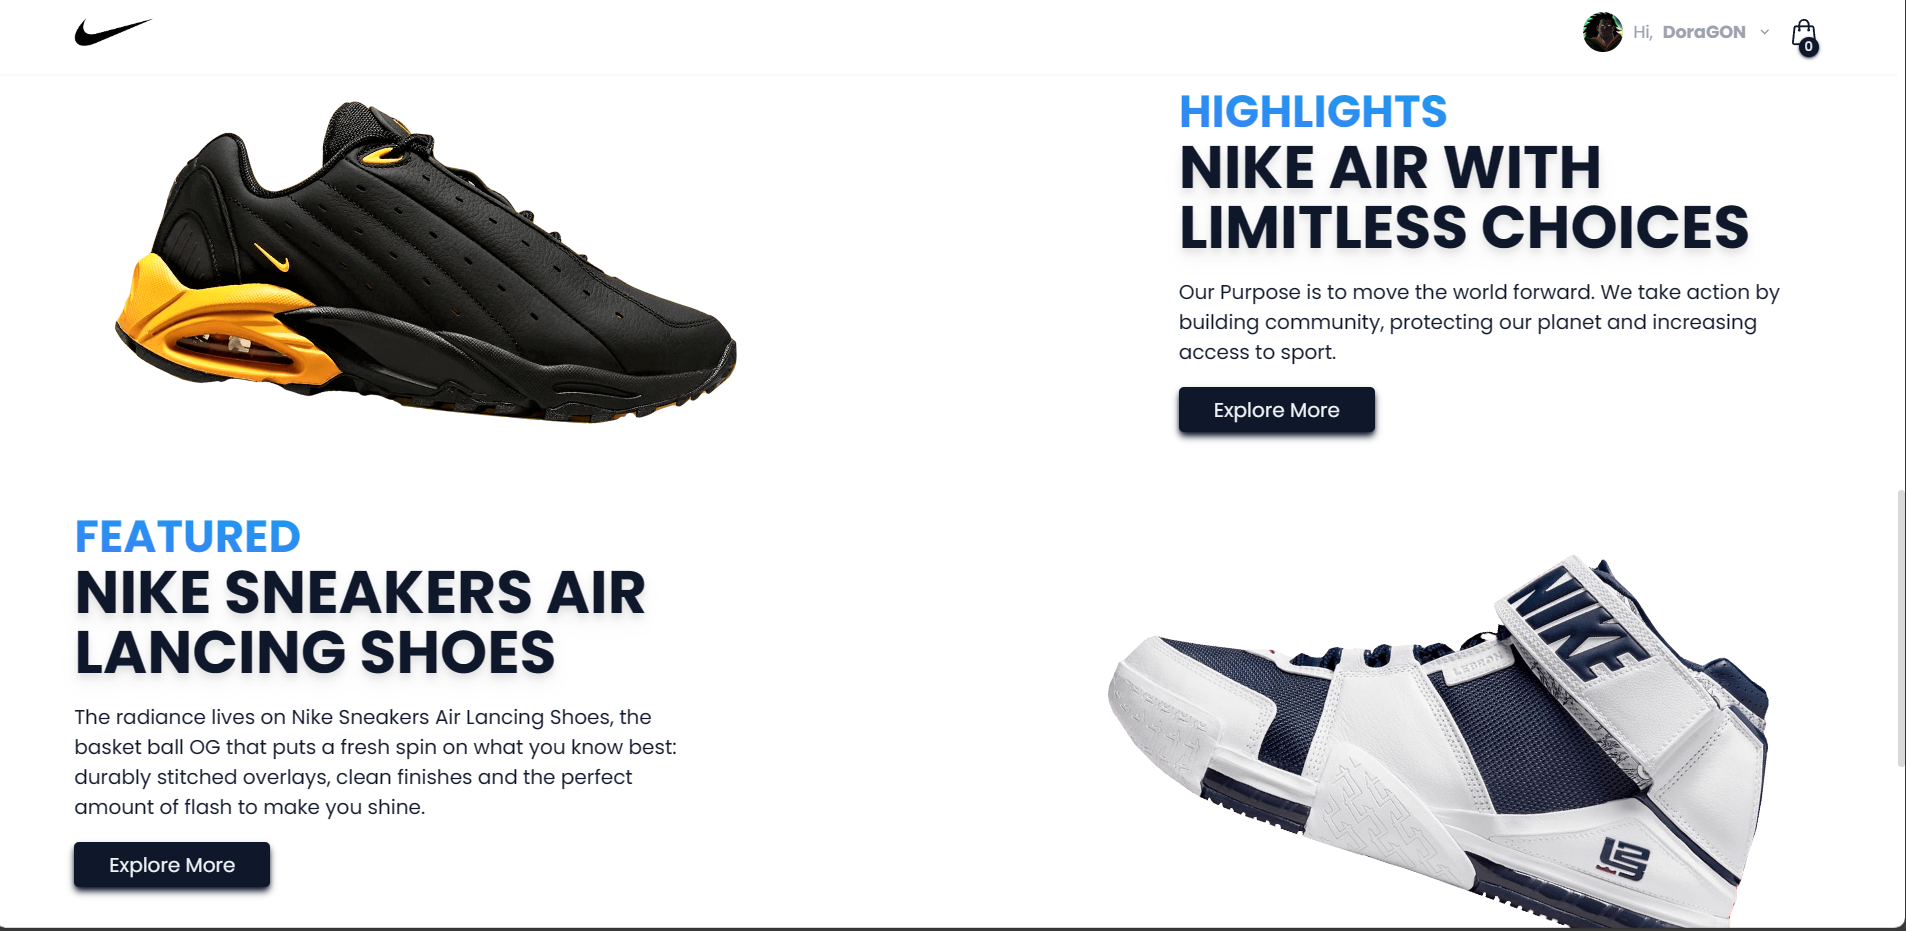 Hi, DoraGON
0
HIGHLIGHTS
NIKE AIR WITH
LIMITLESS CHOICES
Our Purpose is to move the world forward. We take action by
building community, protecting our planet and increasing
access to sport.
Explore More
FEATURED
NIKE SNEAKERS AIR
LANCING SHOES
The radiance lives on Nike Sneakers Air Lancing Shoes, the
basket ball OG that puts a fresh spin on what you know best:
durably stitched overlays, clean finishes and the perfect
amount of flash to make you shine.
Explore More
NIKE
LEBRON